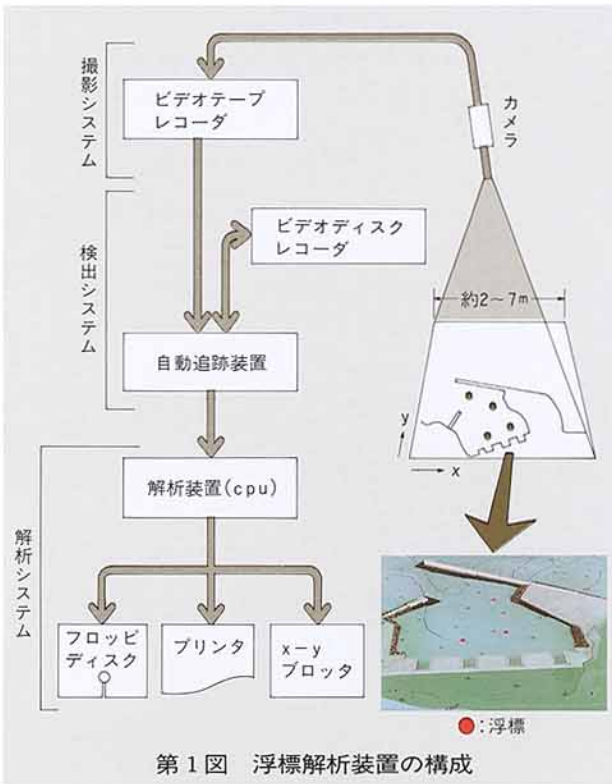 撮影システム
ビデオテープ
レコーダ
カメラ
検出システム
ビデオディスク
レコーダ
約2～7m
自動追跡装置
y
x
解析システム
解析装置(cpu)
フロッピ
ディスク
プリンタ
x－y
ブロッタ
●:浮標
第1図 浮標解析装置の構成